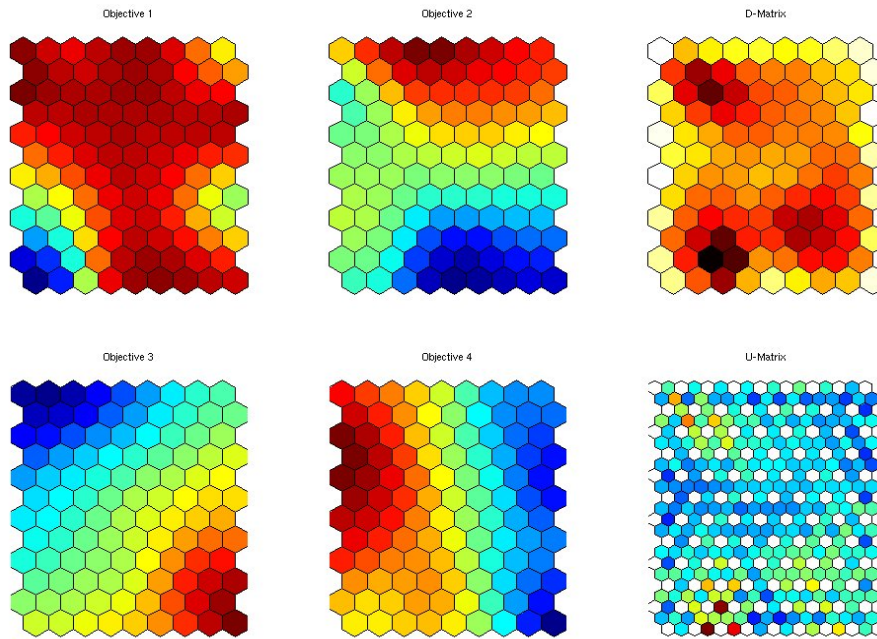 Objective 1
Objective 2
D-Matrix
Objective 3
Objective 4
U-Matrix